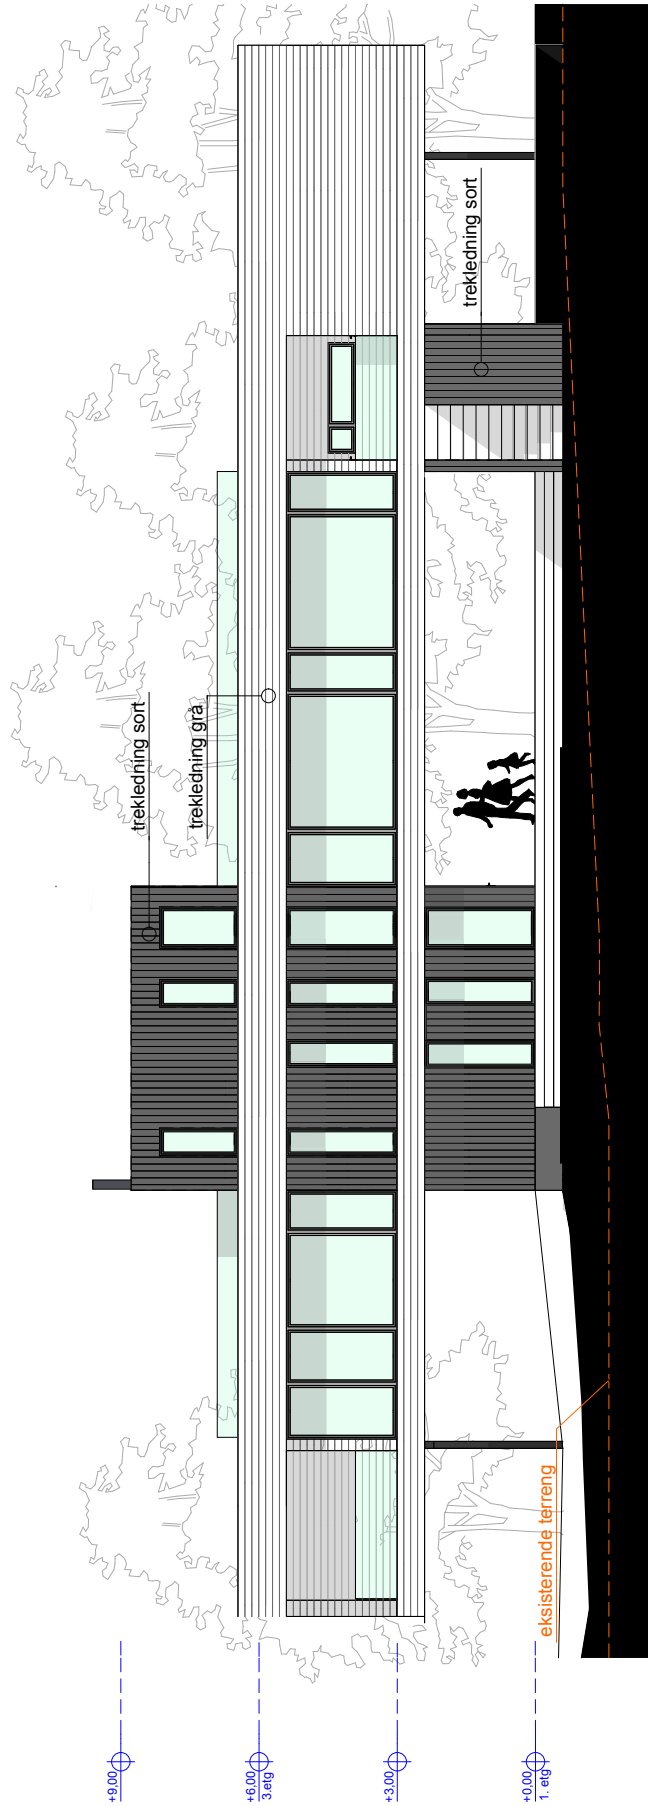 trekledning sort
trekledning grå
trekledning sort
eksisterende terreng
+9,00
+6,00
3.etg
+3,00
+0,00
1. etg